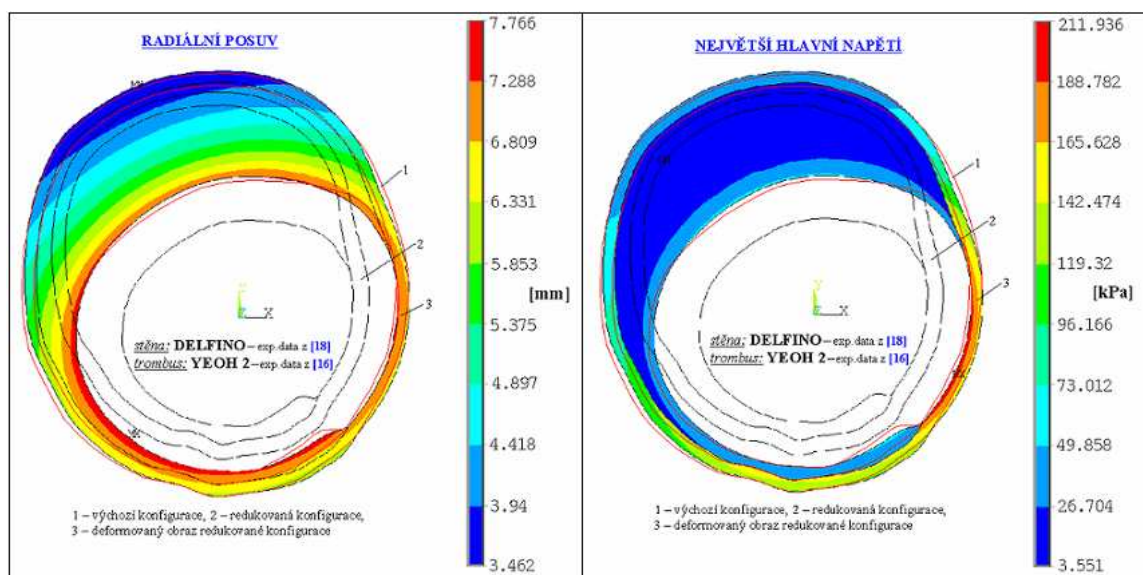 RADIÁLNÍ POSUV
7.766
7.288
6.809
6.331
5.853
5.375
4.897
4.418
3.94
3.462
[mm]
1
2
3
Y
Z X
stěna: DELFINO – exp.data z [18]
trombus: YEOH 2 – exp.data z [16]
MX
1 – výchozí konfigurace, 2 – redukovaná konfigurace,
3 – deformovaný obraz redukované konfigurace
NEJVĚTŠÍ HLAVNÍ NAPĚTÍ
211.936
188.782
165.628
142.474
119.32
96.166
73.012
49.858
26.704
3.551
[kPa]
1
2
3
Y
Z X
stěna: DELFINO – exp.data z [18]
trombus: YEOH 2 – exp.data z [16]
MX
1 – výchozí konfigurace, 2 – redukovaná konfigurace,
3 – deformovaný obraz redukované konfigurace